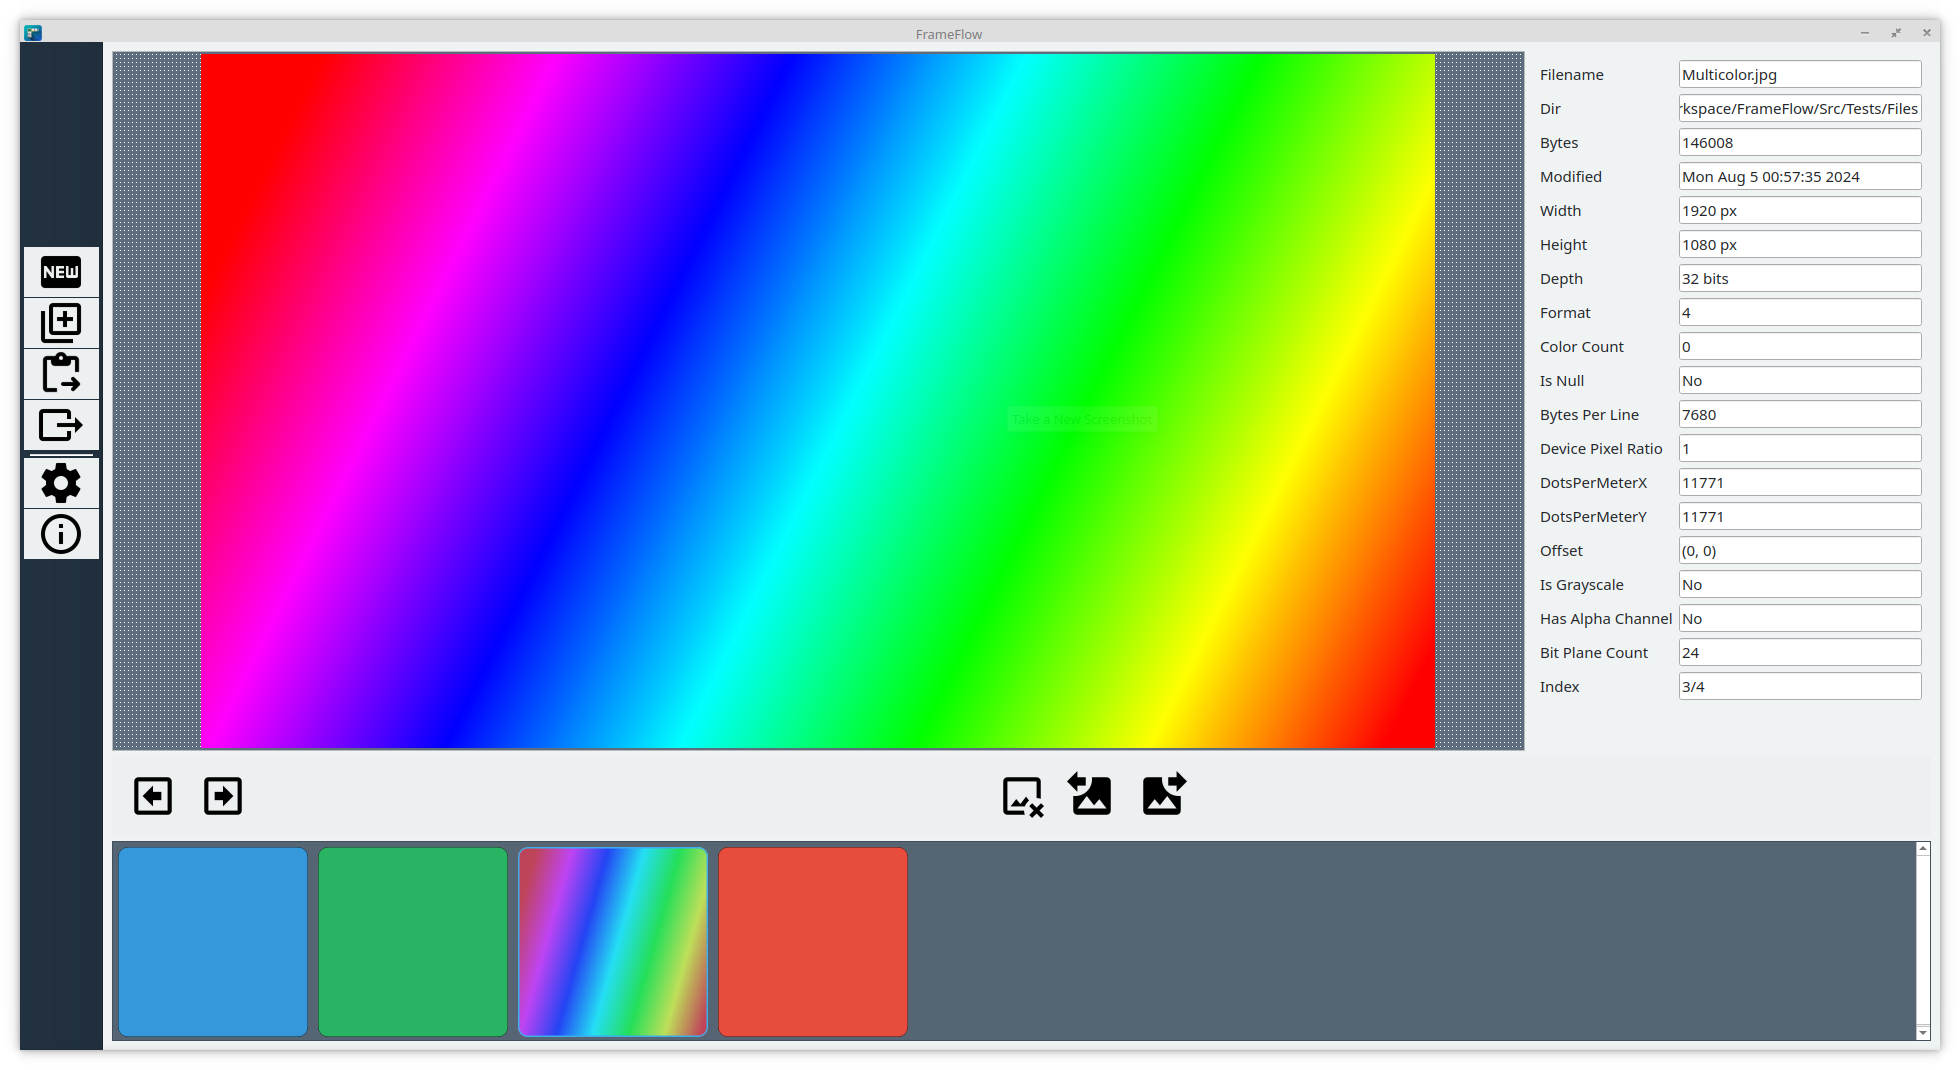 FrameFlow
NEW
Take a New Screenshot
Filename Multicolor.jpg
Dir rkspace/FrameFlow/Src/Tests/Files
Bytes 146008
Modified Mon Aug 5 00:57:35 2024
Width 1920 px
Height 1080 px
Depth 32 bits
Format 4
Color Count 0
Is Null No
Bytes Per Line 7680
Device Pixel Ratio 1
DotsPerMeterX 11771
DotsPerMeterY 11771
Offset (0, 0)
Is Grayscale No
Has Alpha Channel No
Bit Plane Count 24
Index 3/4